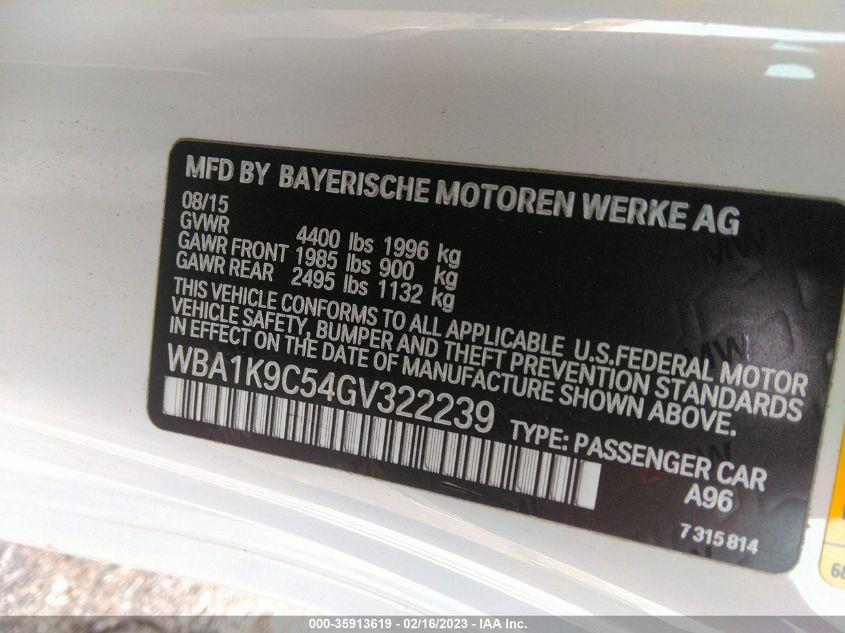 MFD BY BAYERISCHE MOTOREN WERKE AG
08/15
GVWR 4400 lbs 1996 kg
GAWR FRONT 1985 lbs 900 kg
GAWR REAR 2495 lbs 1132 kg
THIS VEHICLE CONFORMS TO ALL APPLICABLE U.S.FEDERAL MOTOR
VEHICLE SAFETY, BUMPER AND THEFT PREVENTION STANDARDS
IN EFFECT ON THE DATE OF MANUFACTURE SHOWN ABOVE.
WBA1K9C54GV322239 TYPE: PASSENGER CAR
A96
7 315 814
68
000-35913619 - 02/16/2023 - IAA Inc.